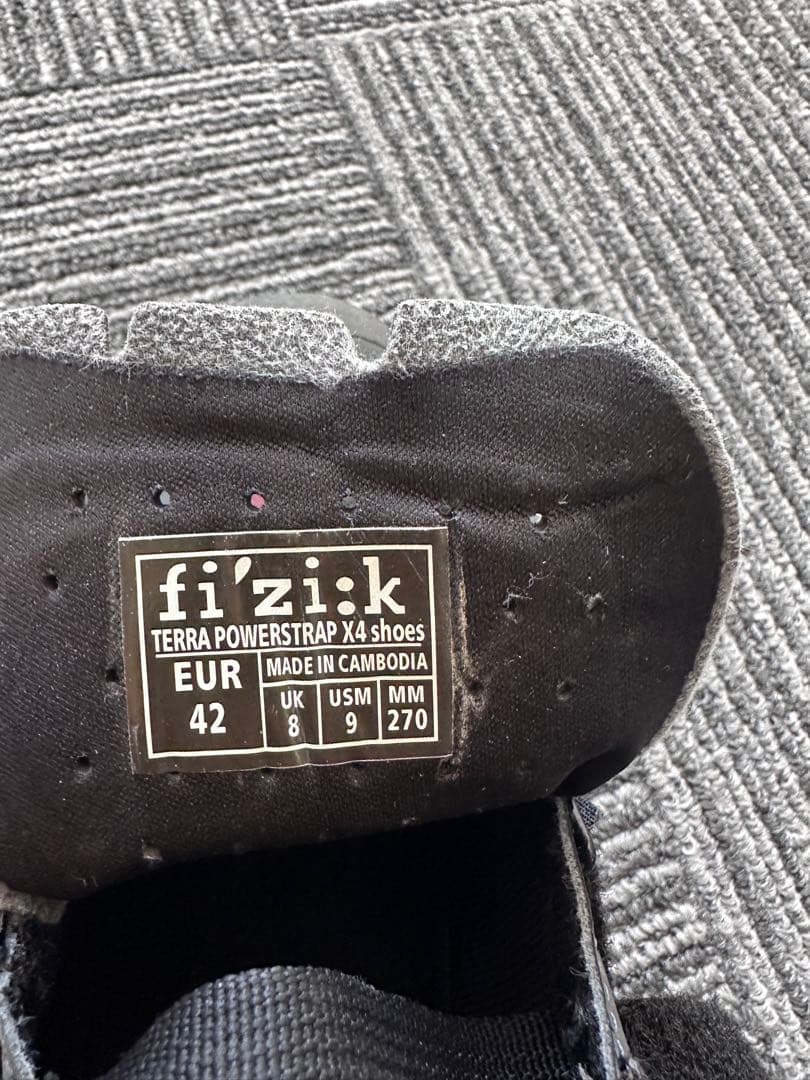 fi'zi:k
TERRA POWERSTRAP X4 shoes
EUR
42
MADE IN CAMBODIA
UK
8
USM
9
MM
270